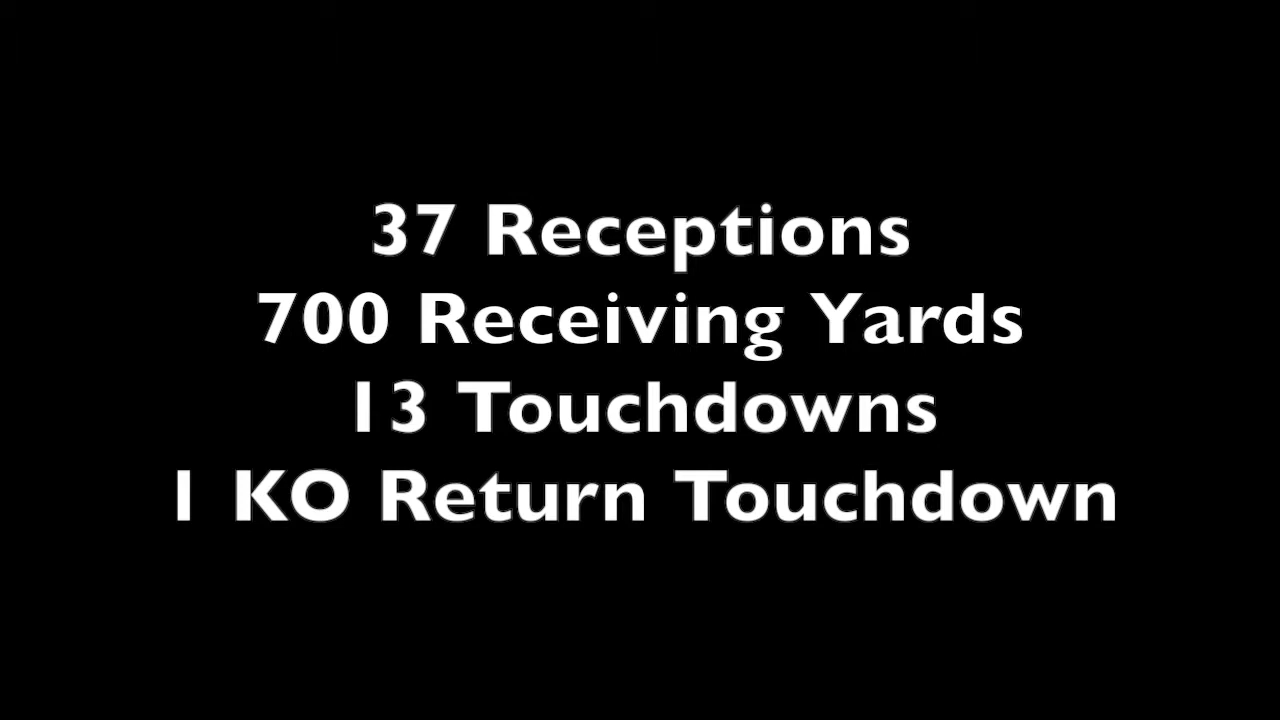 37 Receptions
700 Receiving Yards
13 Touchdowns
1 KO Return Touchdown